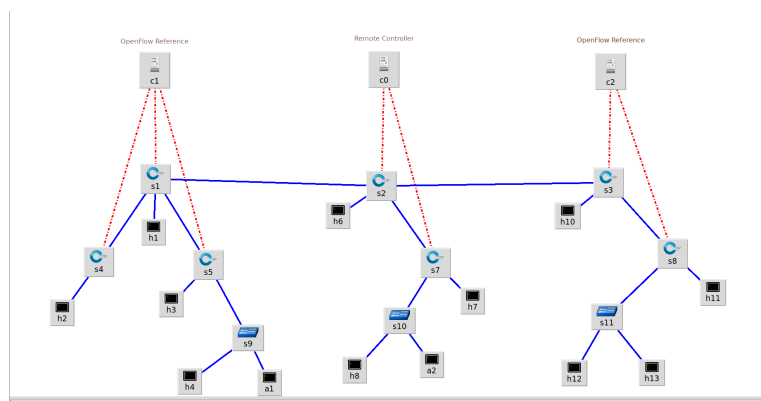 OpenFlow Reference
Remote Controller
OpenFlow Reference
c1
c0
c2
s1
s2
s3
h1
h6
h10
s4
s5
s7
s8
h2
h3
h7
h11
s9
s10
s11
h4
a1
h8
a2
h12
h13